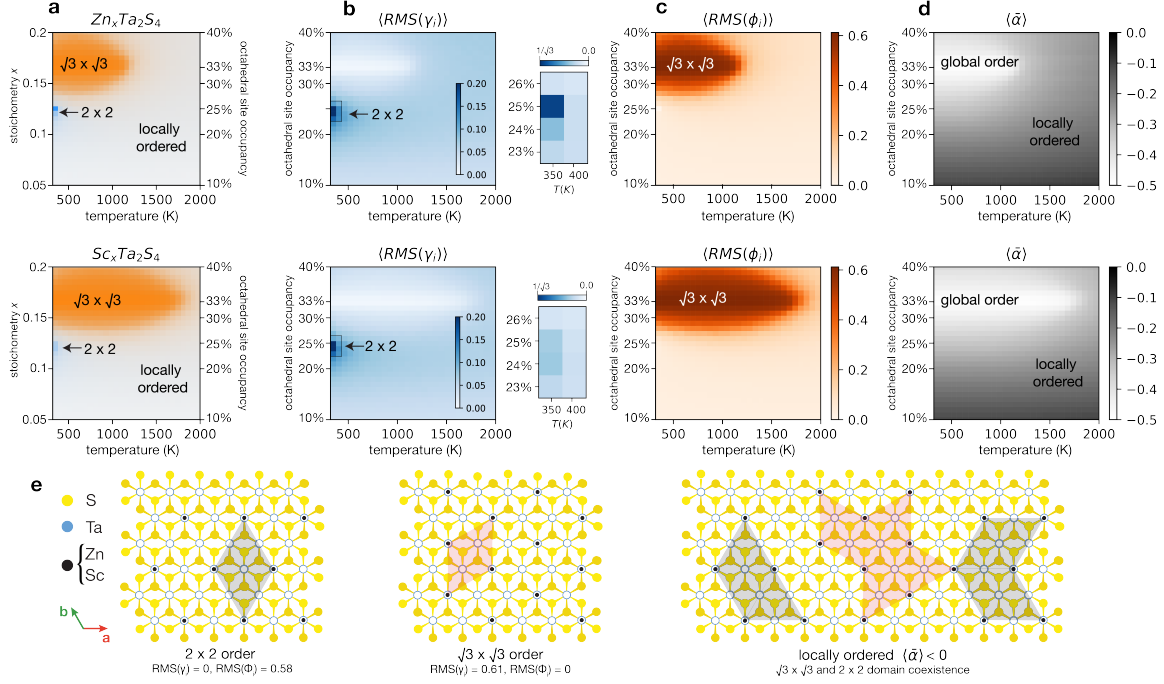 a
Zn_xTa_2S_4
stoichometry x
0.2
0.15
0.1
0.05
√3 x √3
2 x 2
locally
ordered
40%
33%
30%
25%
20%
10%
octahedral site occupancy
500
1000
1500
2000
temperature (K)
b
⟨RMS(γ_i)⟩
octahedral site occupancy
40%
33%
30%
25%
20%
10%
2 x 2
0.20
0.15
0.10
0.05
0.00
500
1000
1500
2000
temperature (K)
1/√3
0.0
26%
25%
24%
23%
350
400
T(K)
c
⟨RMS(ϕ_i)⟩
octahedral site occupancy
40%
33%
30%
25%
20%
10%
√3 x √3
0.6
0.4
0.2
0.0
500
1000
1500
2000
temperature (K)
d
⟨ᾱ⟩
octahedral site occupancy
40%
33%
30%
25%
20%
10%
global order
locally
ordered
0.0
−0.1
−0.2
−0.3
−0.4
−0.5
500
1000
1500
2000
temperature (K)
Sc_xTa_2S_4
stoichometry x
0.2
0.15
0.1
0.05
√3 x √3
2 x 2
locally
ordered
40%
33%
30%
25%
20%
10%
octahedral site occupancy
500
1000
1500
2000
temperature (K)
⟨RMS(γ_i)⟩
octahedral site occupancy
40%
33%
30%
25%
20%
10%
2 x 2
0.20
0.15
0.10
0.05
0.00
500
1000
1500
2000
temperature (K)
1/√3
0.0
26%
25%
24%
23%
350
400
T(K)
⟨RMS(ϕ_i)⟩
octahedral site occupancy
40%
33%
30%
25%
20%
10%
√3 x √3
0.6
0.4
0.2
0.0
500
1000
1500
2000
temperature (K)
⟨ᾱ⟩
octahedral site occupancy
40%
33%
30%
25%
20%
10%
global order
locally
ordered
0.0
−0.1
−0.2
−0.3
−0.4
−0.5
500
1000
1500
2000
temperature (K)
e
S
Ta
Zn
Sc
b
a
2 x 2 order
RMS(γ_i) = 0, RMS(Φ_i) = 0.58
√3 x √3 order
RMS(γ_i) = 0.61, RMS(Φ_i) = 0
locally ordered ⟨ᾱ⟩ < 0
√3 x √3 and 2 x 2 domain coexistence